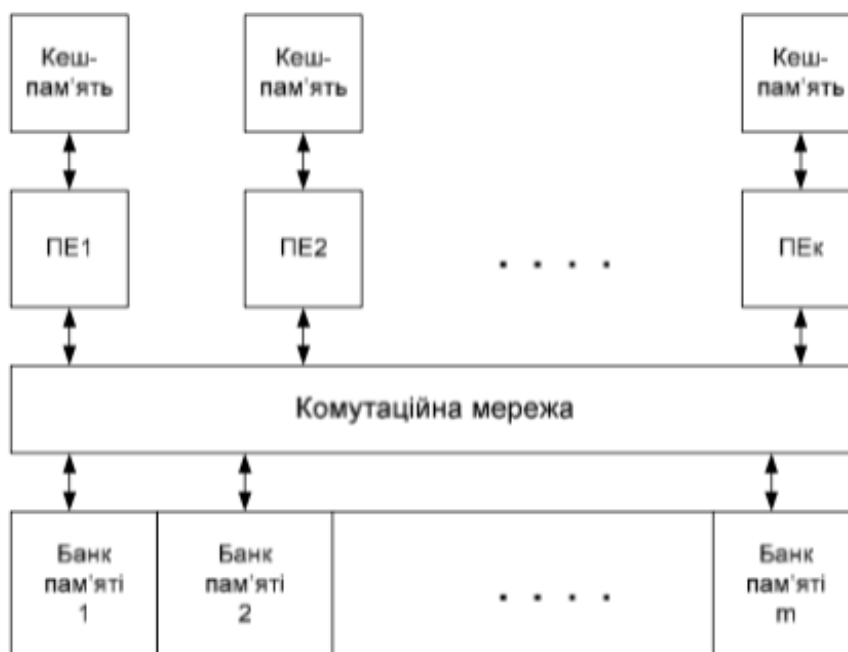 Кеш-
пам'ять
Кеш-
пам'ять
Кеш-
пам'ять
ПЕ1
ПЕ2
ПЕк
Комутаційна мережа
Банк
пам'яті
1
Банк
пам'яті
2
Банк
пам'яті
m